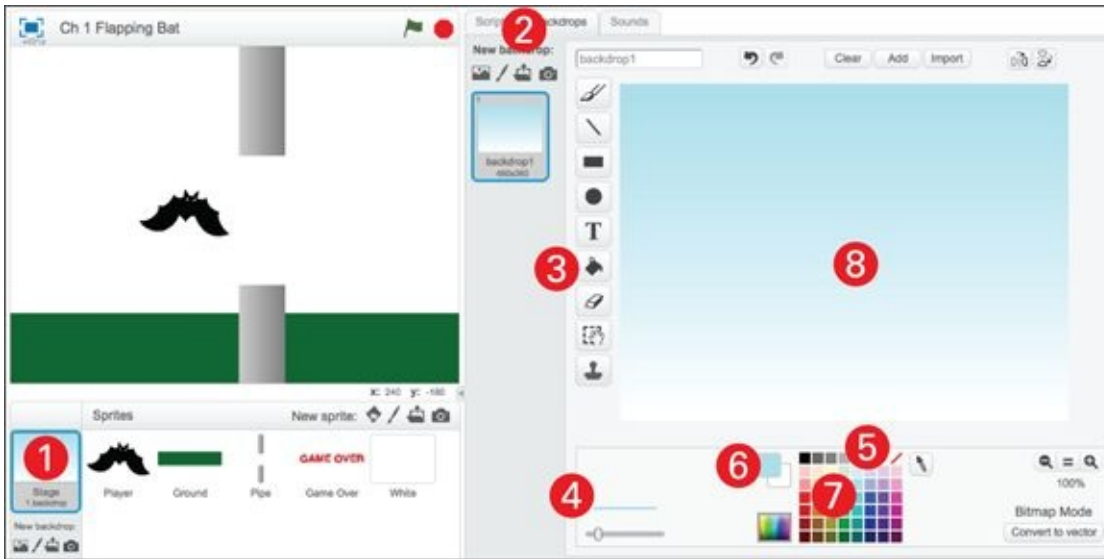 Ch 1 Flapping Bat
x: 240 y: -180
Sprites
New sprite:
1
Stage
1 backdrop
Player
Ground
Pipe
GAME OVER
Game Over
White
New backdrop:
2
Sounds
New backdrop:
backdrop1
Clear
Add
Import
1
backdrop1
480x360
T
3
8
4
5
6
7
100%
Bitmap Mode
Convert to vector